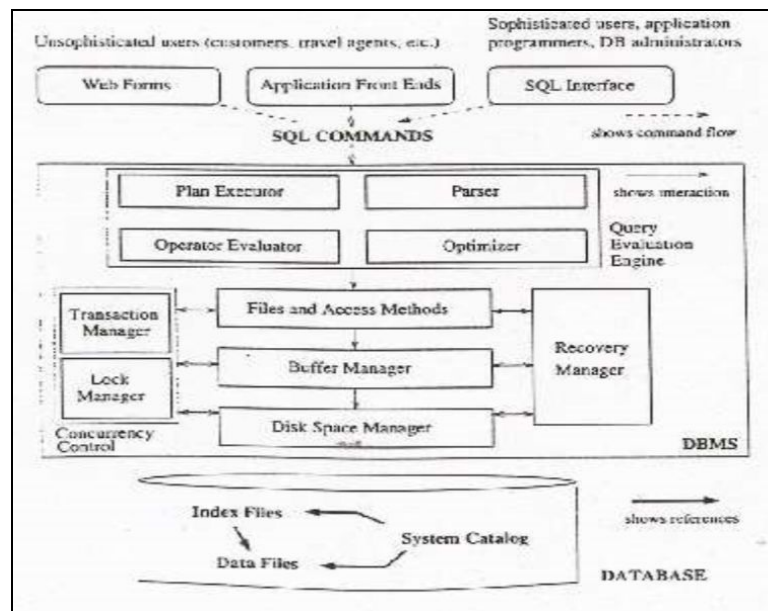 Unsophisticated users (customers, travel agents, etc.)
Sophisticated users, application
programmers, DB administrators
Web Forms
Application Front Ends
SQL Interface
SQL COMMANDS
shows command flow
Plan Executor
Parser
shows interaction
Operator Evaluator
Optimizer
Query
Evaluation
Engine
Transaction
Manager
Files and Access Methods
Recovery
Manager
Buffer Manager
Lock
Manager
Disk Space Manager
Concurrency
Control
DBMS
Index Files
shows references
System Catalog
Data Files
DATABASE